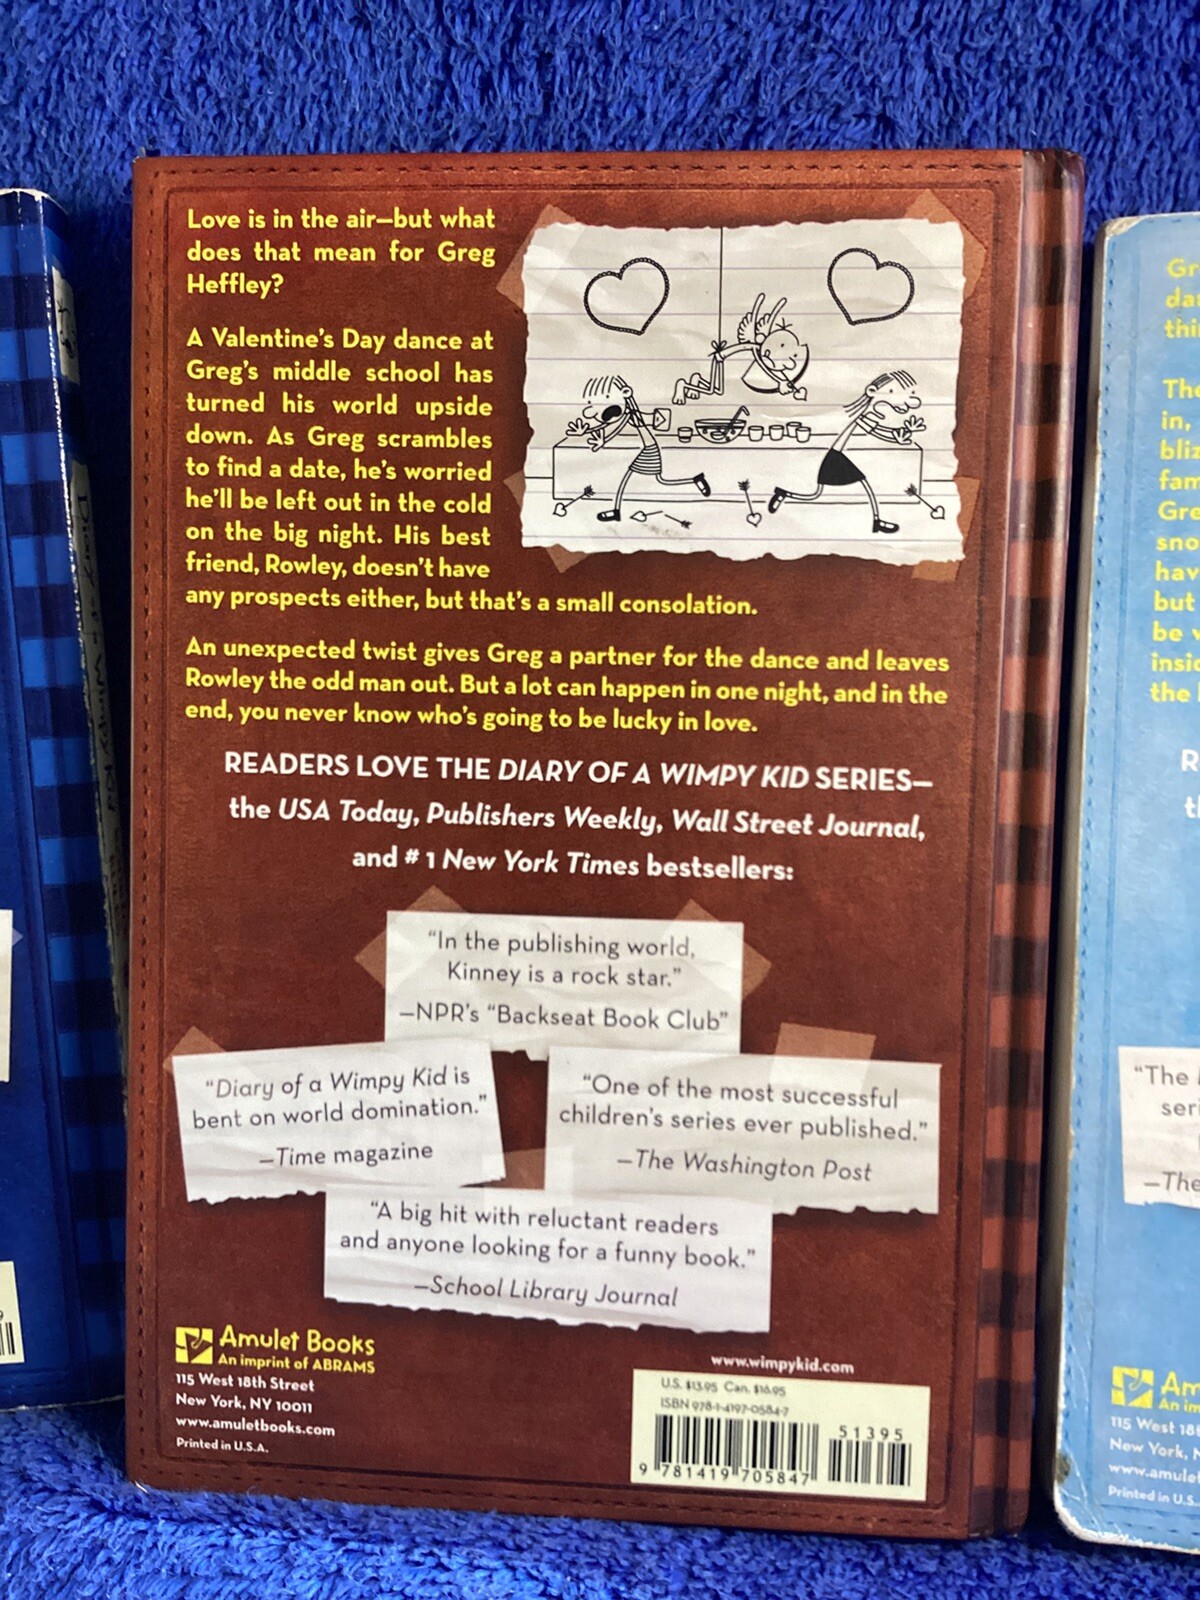 Love is in the air—but what
does that mean for Greg
Heffley?
A Valentine's Day dance at
Greg's middle school has
turned his world upside
down. As Greg scrambles
to find a date, he's worried
he'll be left out in the cold
on the big night. His best
friend, Rowley, doesn't have
any prospects either, but that's a small consolation.
An unexpected twist gives Greg a partner for the dance and leaves
Rowley the odd man out. But a lot can happen in one night, and in the
end, you never know who's going to be lucky in love.
READERS LOVE THE DIARY OF A WIMPY KID SERIES—
the USA Today, Publishers Weekly, Wall Street Journal,
and #1 New York Times bestsellers:
“In the publishing world,
Kinney is a rock star.”
—NPR's “Backseat Book Club”
“Diary of a Wimpy Kid is
bent on world domination.”
—Time magazine
“One of the most successful
children's series ever published.”
—The Washington Post
“A big hit with reluctant readers
and anyone looking for a funny book.”
—School Library Journal
Amulet Books
An imprint of ABRAMS
115 West 18th Street
New York, NY 10011
www.amuletbooks.com
Printed in U.S.A.
www.wimpykid.com
U.S. $13.95 Can. $16.95
ISBN 978-1-4197-0584-7
51395
9 781419 705847
The
in,
be
the
“The
—The
115 West 18
New York,
Printed in U.S.